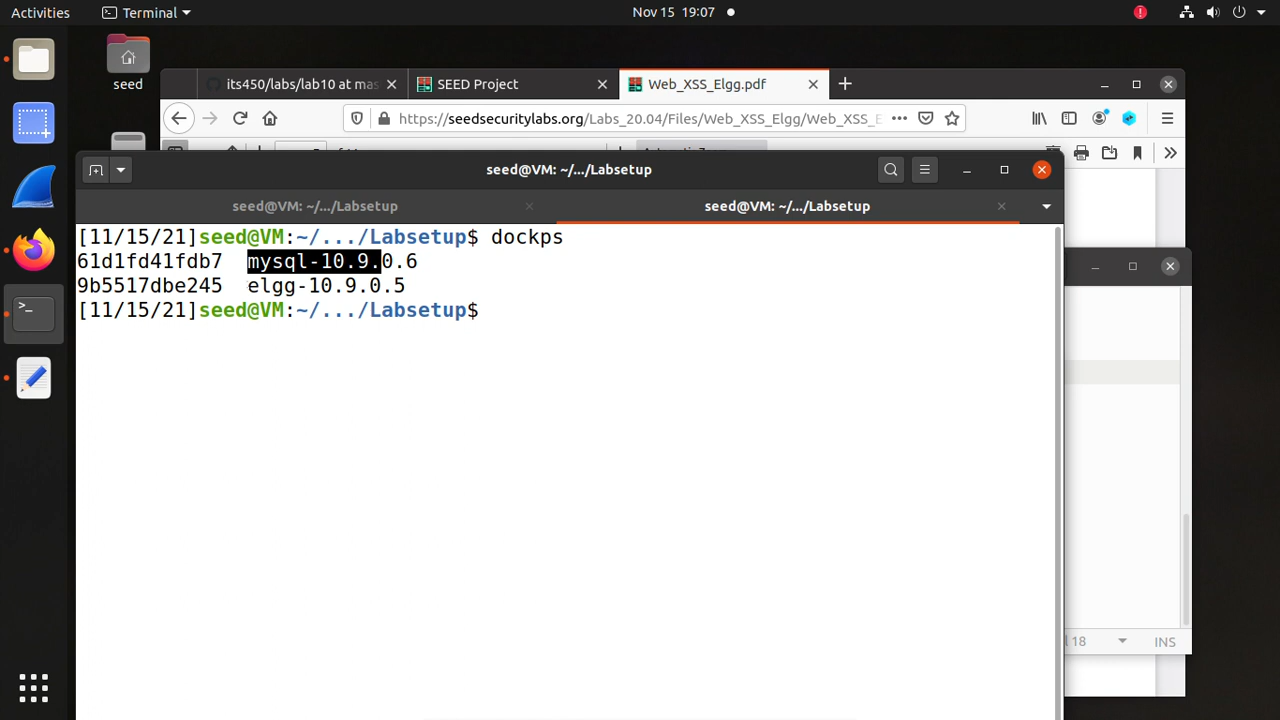 Activities
Terminal
Nov 15 19:07
seed
its450/labs/lab10 at mas
SEED Project
Web_XSS_Elgg.pdf
https://seedsecuritylabs.org/Labs_20.04/Files/Web_XSS_Elgg/Web_XSS_E
seed@VM: ~/.../Labsetup
seed@VM: ~/.../Labsetup
seed@VM: ~/.../Labsetup
[11/15/21]seed@VM:~/.../Labsetup$ dockps
61d1fd41fdb7 mysql-10.9.0.6
9b5517dbe245 elgg-10.9.0.5
[11/15/21]seed@VM:~/.../Labsetup$
l 18
INS